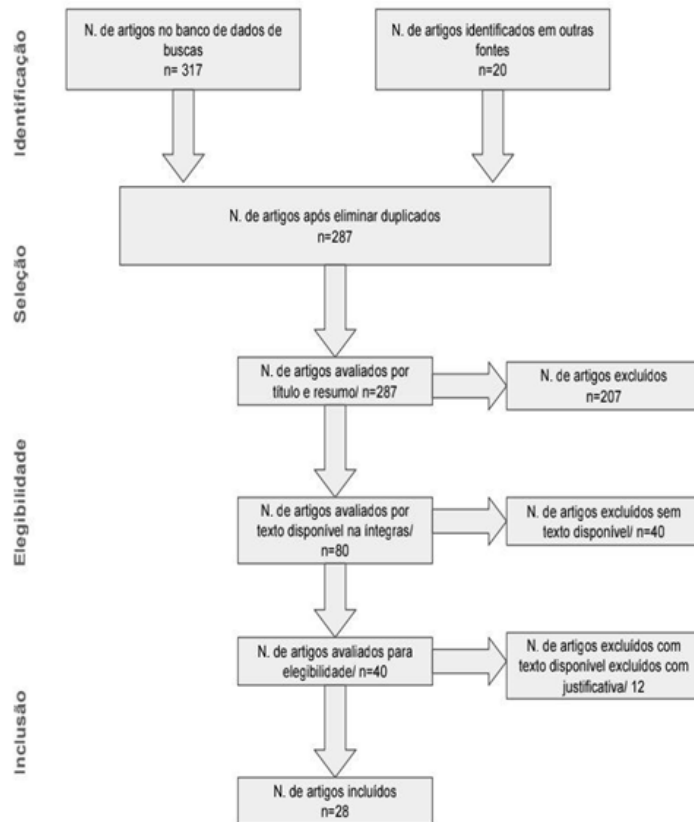 Identificação
N. de artigos no banco de dados de
buscas
n= 317
N. de artigos identificados em outras
fontes
n=20
Seleção
N. de artigos após eliminar duplicados
n=287
N. de artigos avaliados por
título e resumo/ n=287
N. de artigos excluídos
n=207
Elegibilidade
N. de artigos avaliados por
texto disponível na íntegras/
n=80
N. de artigos excluídos sem
texto disponível/ n=40
N. de artigos avaliados para
elegibilidade/ n=40
N. de artigos excluídos com
texto disponível excluídos com
justificativa/ 12
Inclusão
N. de artigos incluídos
n=28